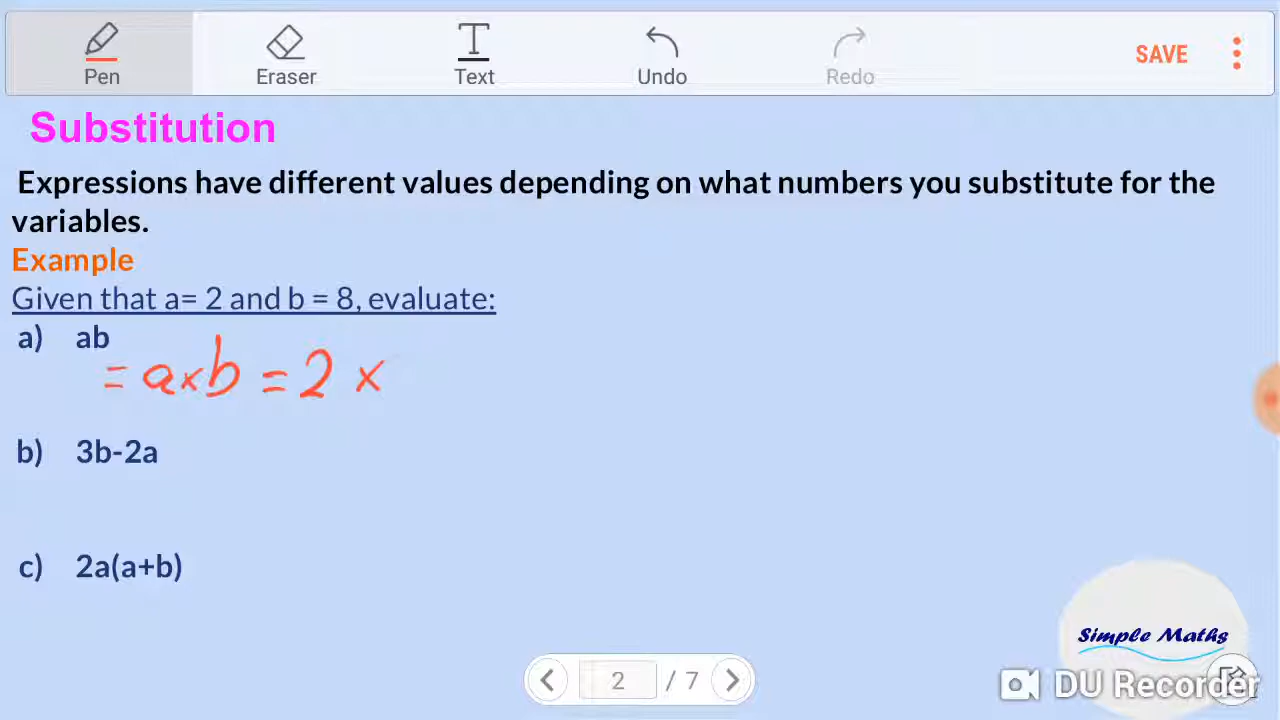 Pen Eraser Text Undo Redo SAVE
Substitution
Expressions have different values depending on what numbers you substitute for the
variables.
Example
Given that a= 2 and b = 8, evaluate:
a) ab
= a×b = 2 ×
b) 3b-2a
c) 2a(a+b)
Simple Maths
2 / 7
DU Recorder